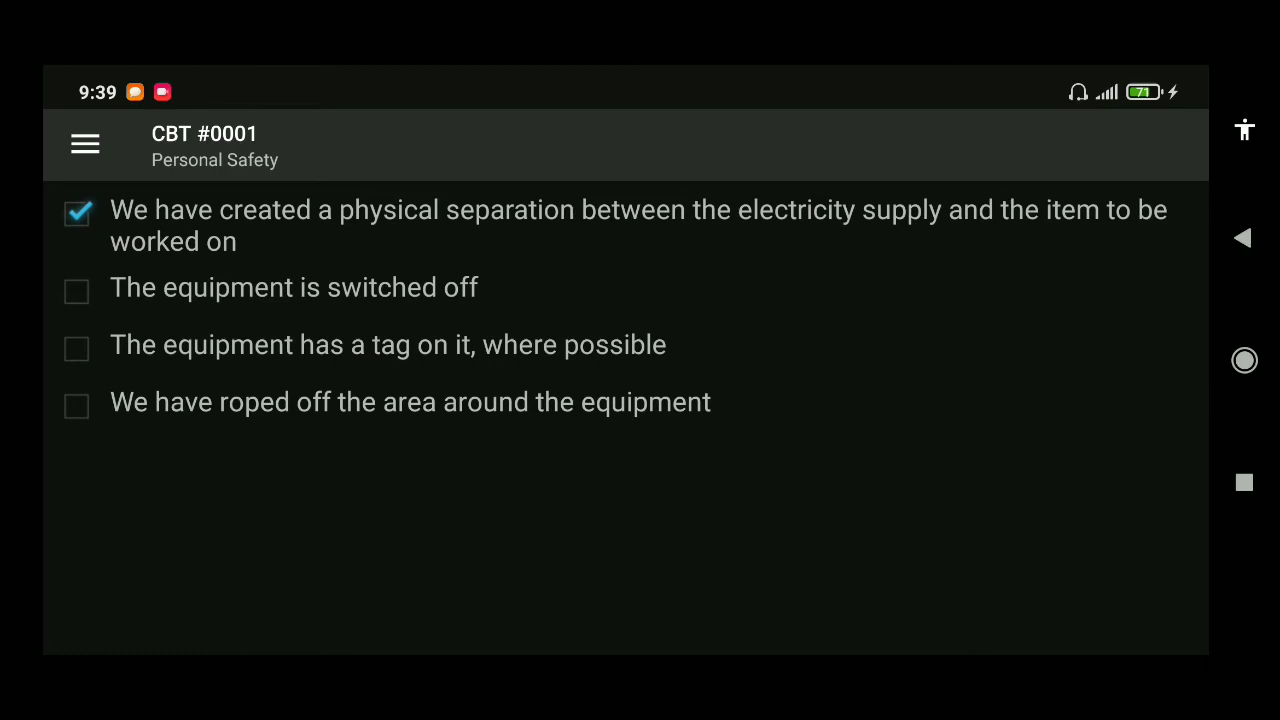 9:39
71
CBT #0001
Personal Safety
We have created a physical separation between the electricity supply and the item to be
worked on
The equipment is switched off
The equipment has a tag on it, where possible
We have roped off the area around the equipment